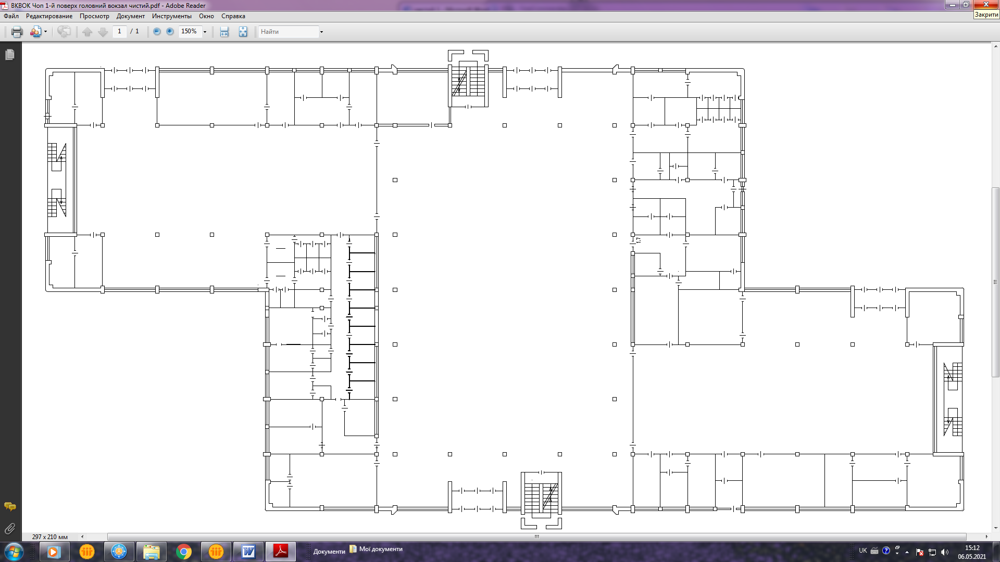 ВКВОК Чоп 1-й поверх головний вокзал чистий.pdf - Adobe Reader
Закрити
Файл Редактирование Просмотр Документ Инструменты Окно Справка
1 / 1 150% Найти
17
297 x 210 мм
Документи Мої документи
UK
15:12
06.05.2021